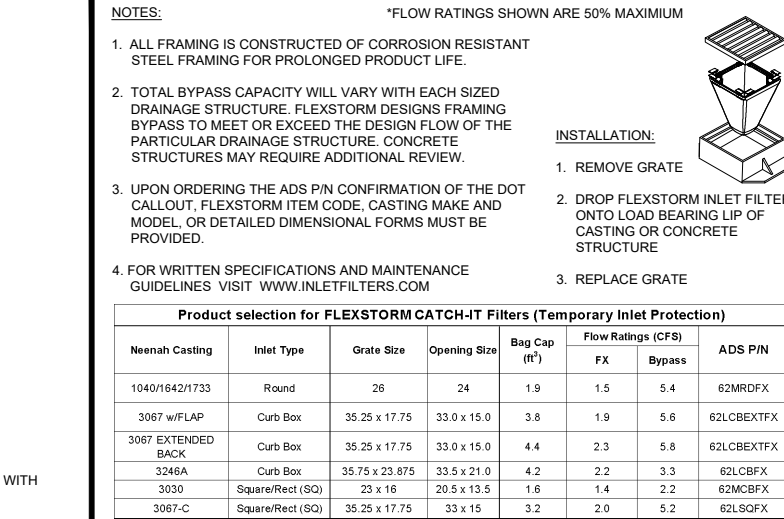 NOTES:
*FLOW RATINGS SHOWN ARE 50% MAXIMIUM
1. ALL FRAMING IS CONSTRUCTED OF CORROSION RESISTANT
STEEL FRAMING FOR PROLONGED PRODUCT LIFE.
2. TOTAL BYPASS CAPACITY WILL VARY WITH EACH SIZED
DRAINAGE STRUCTURE. FLEXSTORM DESIGNS FRAMING
BYPASS TO MEET OR EXCEED THE DESIGN FLOW OF THE
PARTICULAR DRAINAGE STRUCTURE. CONCRETE
STRUCTURES MAY REQUIRE ADDITIONAL REVIEW.
3. UPON ORDERING THE ADS P/N CONFIRMATION OF THE DOT
CALLOUT, FLEXSTORM ITEM CODE, CASTING MAKE AND
MODEL, OR DETAILED DIMENSIONAL FORMS MUST BE
PROVIDED.
4. FOR WRITTEN SPECIFICATIONS AND MAINTENANCE
GUIDELINES VISIT WWW.INLETFILTERS.COM
INSTALLATION:
1. REMOVE GRATE
2. DROP FLEXSTORM INLET FILTER
ONTO LOAD BEARING LIP OF
CASTING OR CONCRETE
STRUCTURE
3. REPLACE GRATE
Product selection for FLEXSTORM CATCH-IT Filters (Temporary Inlet Protection)
Neenah Casting Inlet Type Grate Size Opening Size Bag Cap (ft³) Flow Ratings (CFS) FX Bypass ADS P/N
1040/1642/1733 Round 26 24 1.9 1.5 5.4 62MRDFX
3067 w/FLAP Curb Box 35.25 x 17.75 33.0 x 15.0 3.8 1.9 5.6 62LCBEXTFX
3067 EXTENDED BACK Curb Box 35.25 x 17.75 33.0 x 15.0 4.4 2.3 5.8 62LCBEXTFX
3246A Curb Box 35.75 x 23.875 33.5 x 21.0 4.2 2.2 3.3 62LCBFX
3030 Square/Rect (SQ) 23 x 16 20.5 x 13.5 1.6 1.4 2.2 62MCBFX
3067-C Square/Rect (SQ) 35.25 x 17.75 33 x 15 3.2 2.0 5.2 62LSQFX
WITH